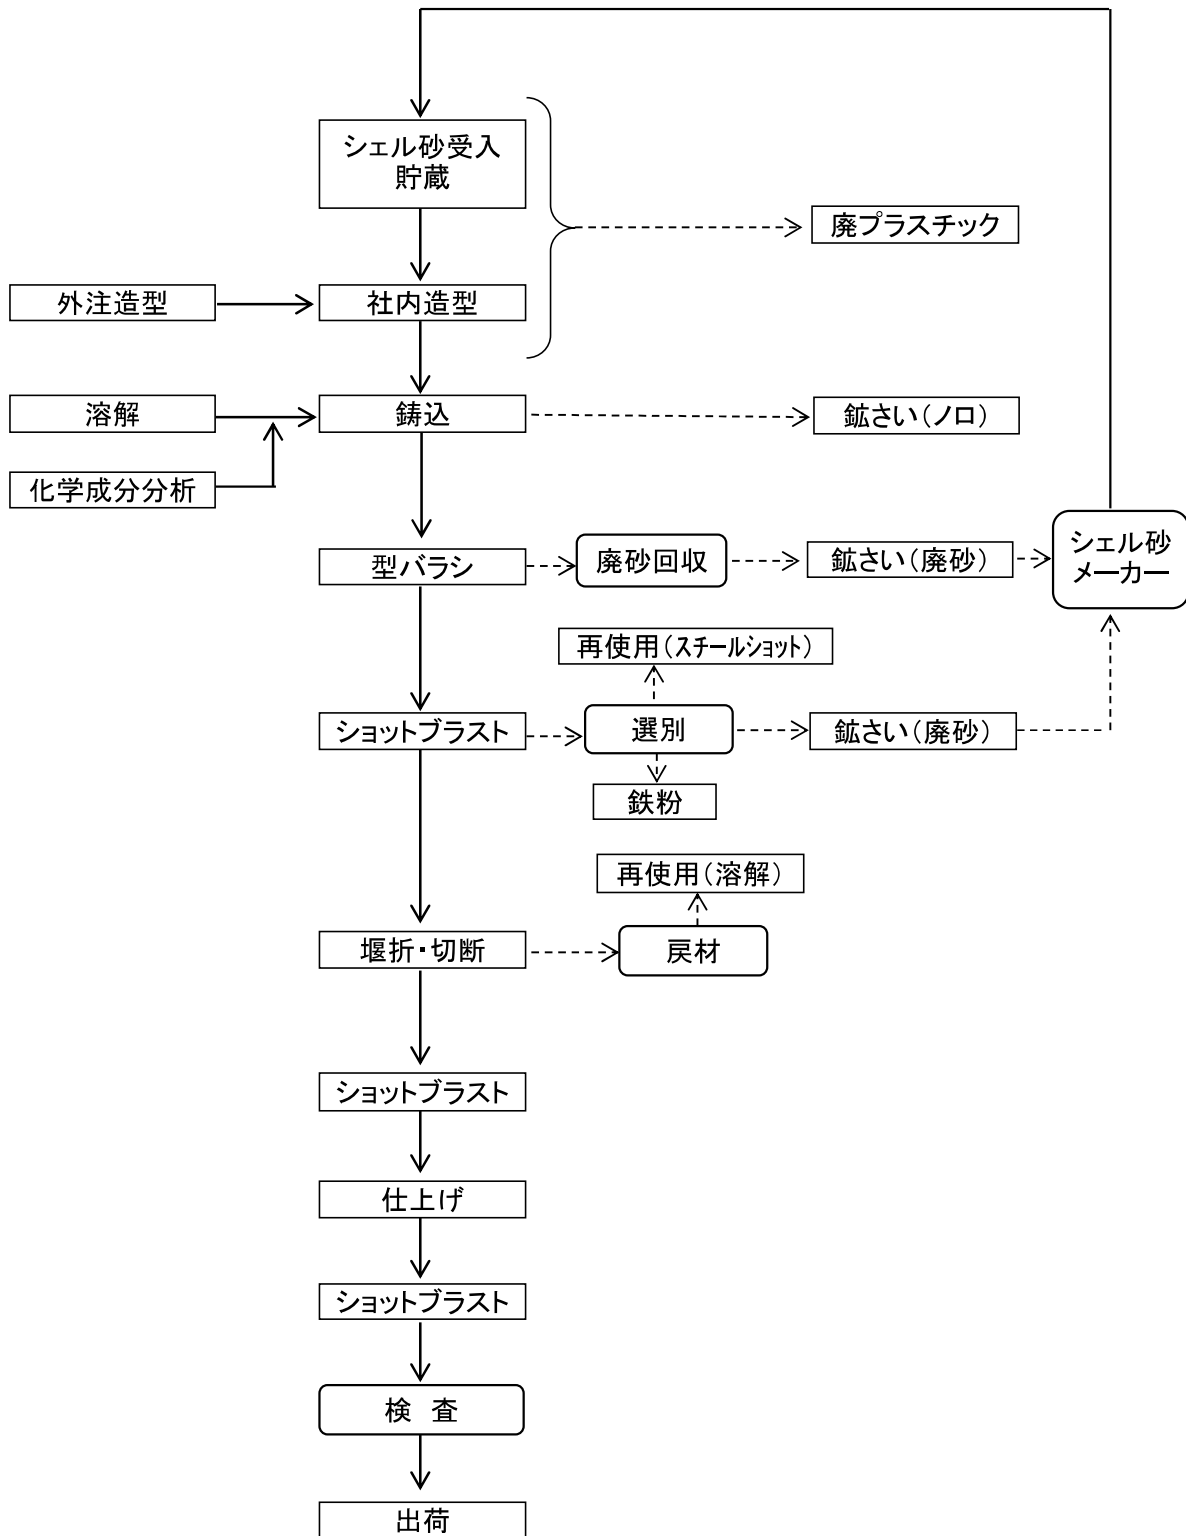 シェル砂受入
貯蔵
廃プラスチック
外注造型
社内造型
溶解
鋳込
鉱さい(ノロ)
化学成分分析
型バラシ
廃砂回収
鉱さい(廃砂)
シェル砂
メーカー
再使用(スチールショット)
ショットブラスト
選別
鉱さい(廃砂)
鉄粉
再使用(溶解)
堰折・切断
戻材
ショットブラスト
仕上げ
ショットブラスト
検 査
出荷